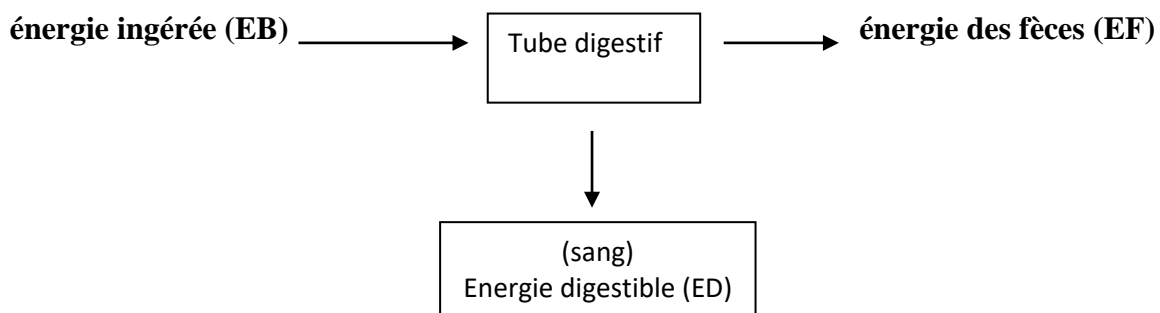 énergie ingérée (EB)
Tube digestif
énergie des fèces (EF)
(sang)
Energie digestible (ED)